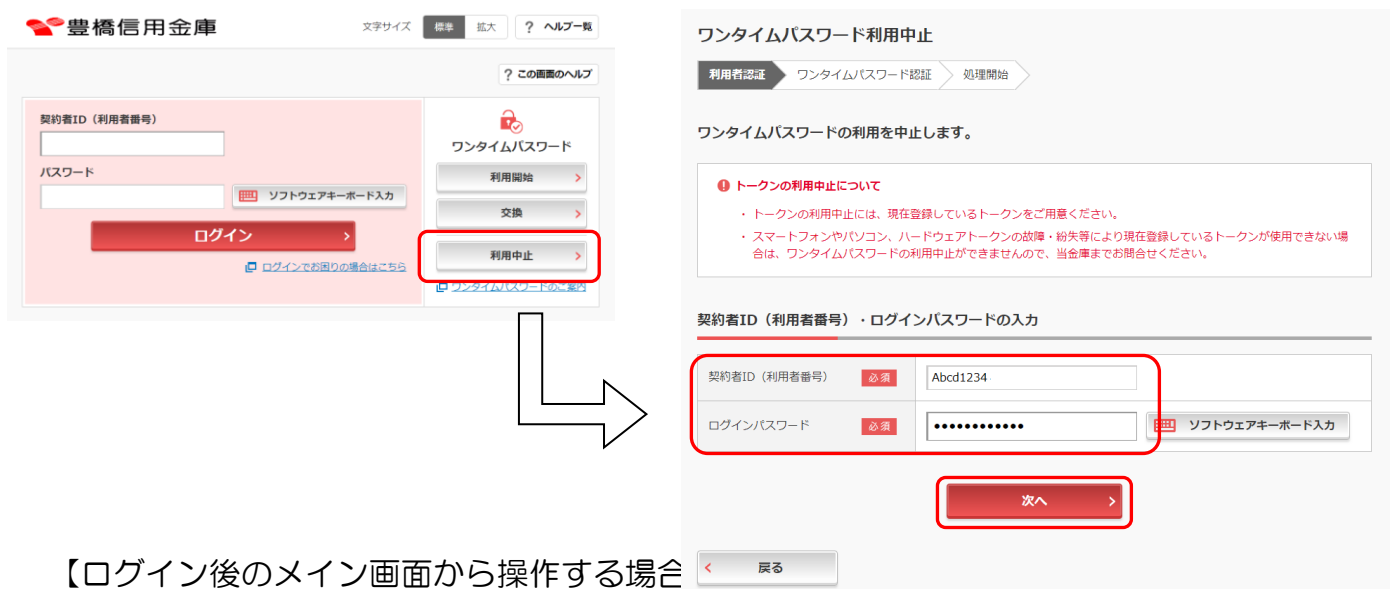 豊橋信用金庫
文字サイズ 標準 拡大 ? ヘルプ一覧
? この画面のヘルプ
契約者ID（利用者番号）
パスワード
ソフトウェアキーボード入力
ログイン
ログインでお困りの場合はこちら
ワンタイムパスワード
利用開始
交換
利用中止
ワンタイムパスワードのご案内
【ログイン後のメイン画面から操作する場合
ワンタイムパスワード利用中止
利用者認証 ワンタイムパスワード認証 処理開始
ワンタイムパスワードの利用を中止します。
トークンの利用中止について
・トークンの利用中止には、現在登録しているトークンをご用意ください。
・スマートフォンやパソコン、ハードウェアトークンの故障・紛失等により現在登録しているトークンが使用できない場
合は、ワンタイムパスワードの利用中止ができませんので、当金庫までお問合せください。
契約者ID（利用者番号）・ログインパスワードの入力
契約者ID（利用者番号） 必須 Abcd1234
ログインパスワード 必須 ●●●●●●●●●●●● ソフトウェアキーボード入力
次へ
戻る